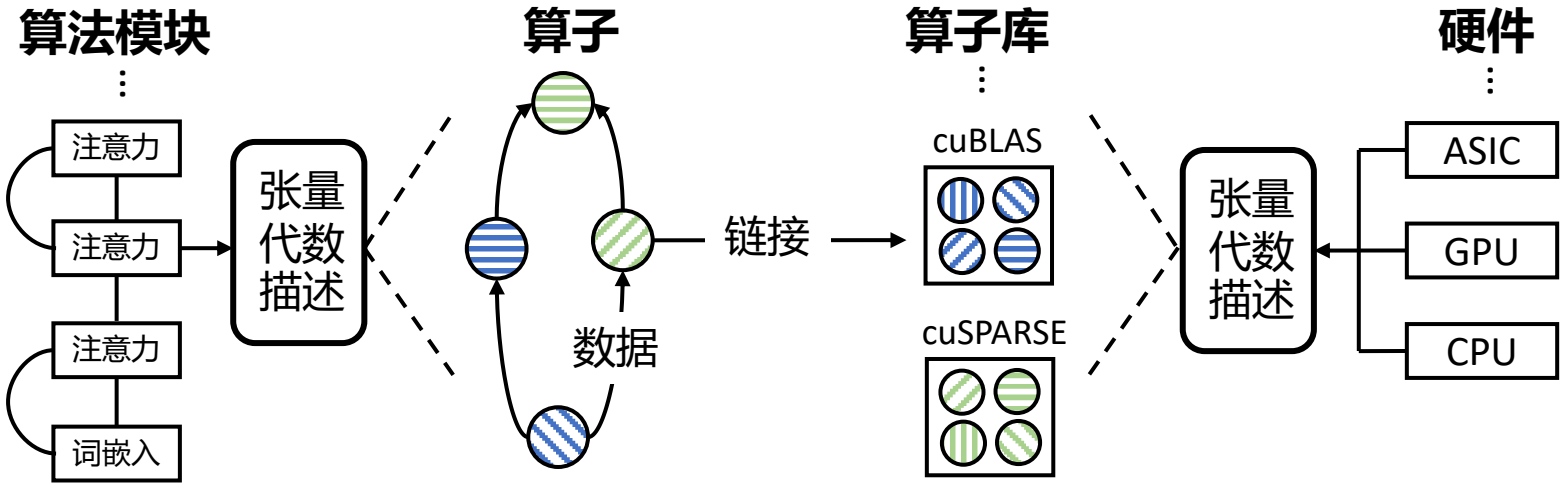 算法模块
算子
算子库
硬件
⋮
⋮
⋮
注意力
注意力
注意力
词嵌入
张量
代数
描述
数据
链接
cuBLAS
cuSPARSE
张量
代数
描述
ASIC
GPU
CPU